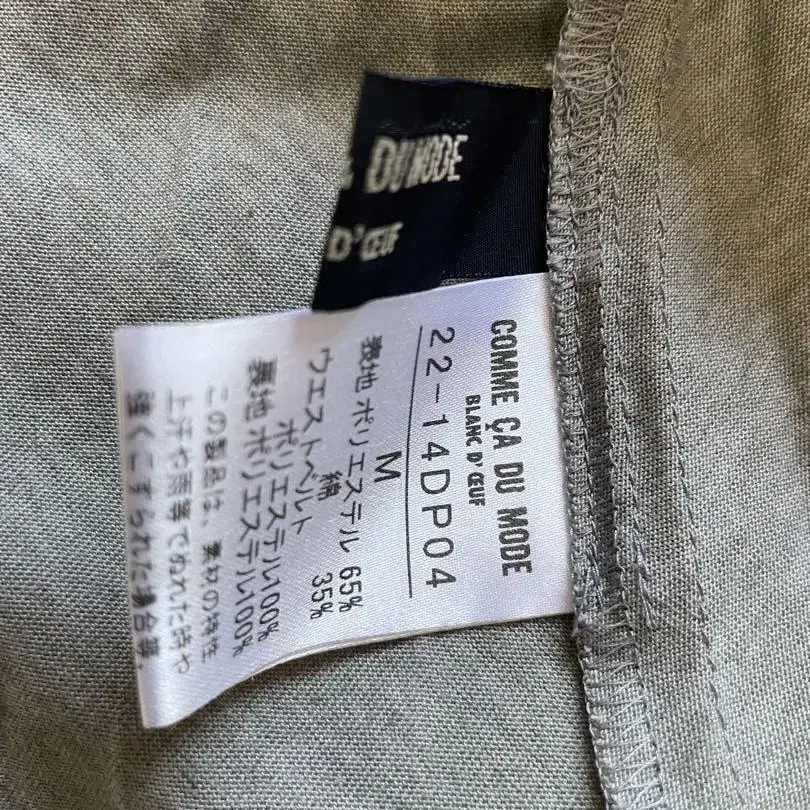 DU MODE
D'ŒUF
COMME ÇA DU MODE
BLANC D'ŒUF
22-14DP04
M
表地 ポリエステル 65%
綿 35%
ウエストベルト
ポリエステル100%
裏地 ポリエステル100%
この製品は、素材の特性
上汗や雨等でぬれた時や
強くこすられた場合等、